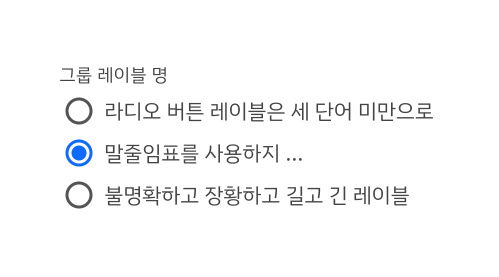 그룹 레이블 명
라디오 버튼 레이블은 세 단어 미만으로
말줄임표를 사용하지 ...
불명확하고 장황하고 길고 긴 레이블